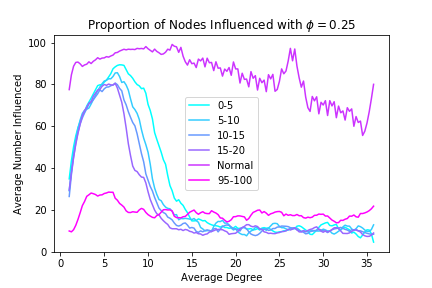 Proportion of Nodes Influenced with ϕ = 0.25
Average Number Influenced
100
80
60
40
20
0
0-5
5-10
10-15
15-20
Normal
95-100
0 5 10 15 20 25 30 35
Average Degree